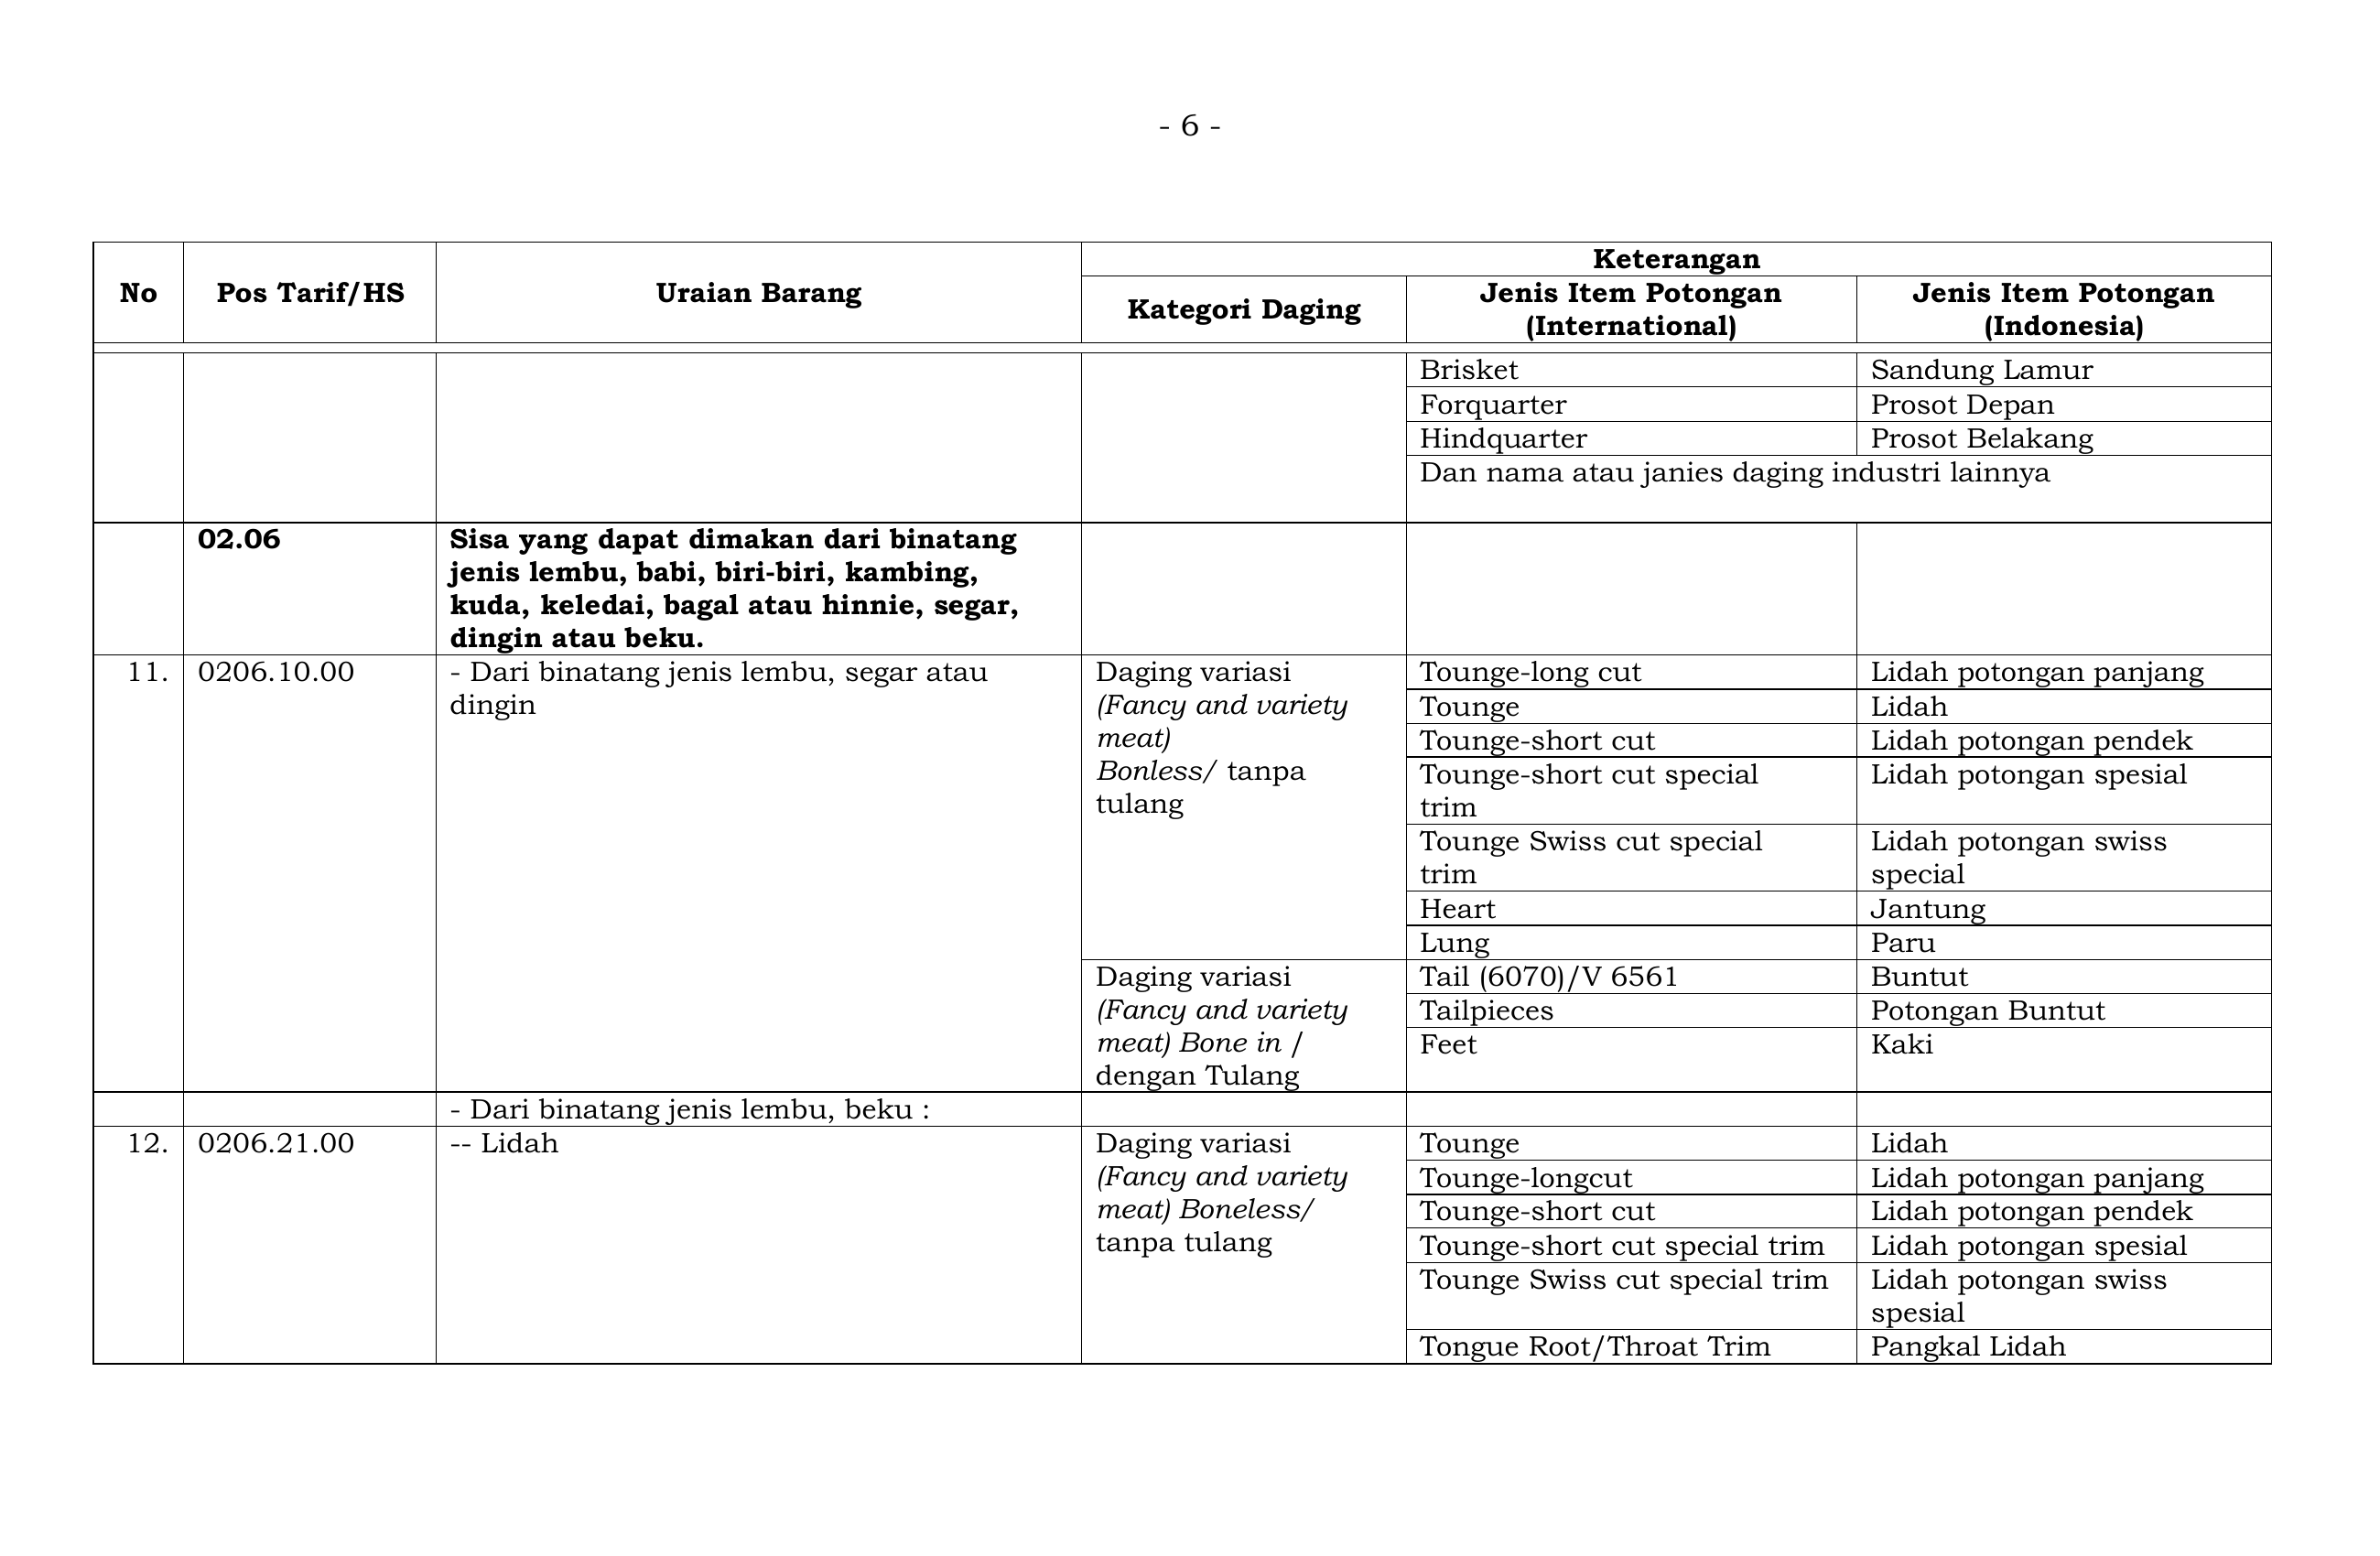 - 6 -
Keterangan
No
Pos Tarif/HS
Uraian Barang
Kategori Daging
Jenis Item Potongan
(International)
Jenis Item Potongan
(Indonesia)
Brisket
Sandung Lamur
Forquarter
Prosot Depan
Hindquarter
Prosot Belakang
Dan nama atau janies daging industri lainnya
02.06
Sisa yang dapat dimakan dari binatang
jenis lembu, babi, biri-biri, kambing,
kuda, keledai, bagal atau hinnie, segar,
dingin atau beku.
11.
0206.10.00
- Dari binatang jenis lembu, segar atau
dingin
Daging variasi
(Fancy and variety
meat)
Bonless/ tanpa
tulang
Tounge-long cut
Lidah potongan panjang
Tounge
Lidah
Tounge-short cut
Lidah potongan pendek
Tounge-short cut special
trim
Lidah potongan spesial
Tounge Swiss cut special
trim
Lidah potongan swiss
special
Heart
Jantung
Lung
Paru
Daging variasi
(Fancy and variety
meat) Bone in /
dengan Tulang
Tail (6070)/V 6561
Buntut
Tailpieces
Potongan Buntut
Feet
Kaki
- Dari binatang jenis lembu, beku :
12.
0206.21.00
-- Lidah
Daging variasi
(Fancy and variety
meat) Boneless/
tanpa tulang
Tounge
Lidah
Tounge-longcut
Lidah potongan panjang
Tounge-short cut
Lidah potongan pendek
Tounge-short cut special trim
Lidah potongan spesial
Tounge Swiss cut special trim
Lidah potongan swiss
spesial
Tongue Root/Throat Trim
Pangkal Lidah